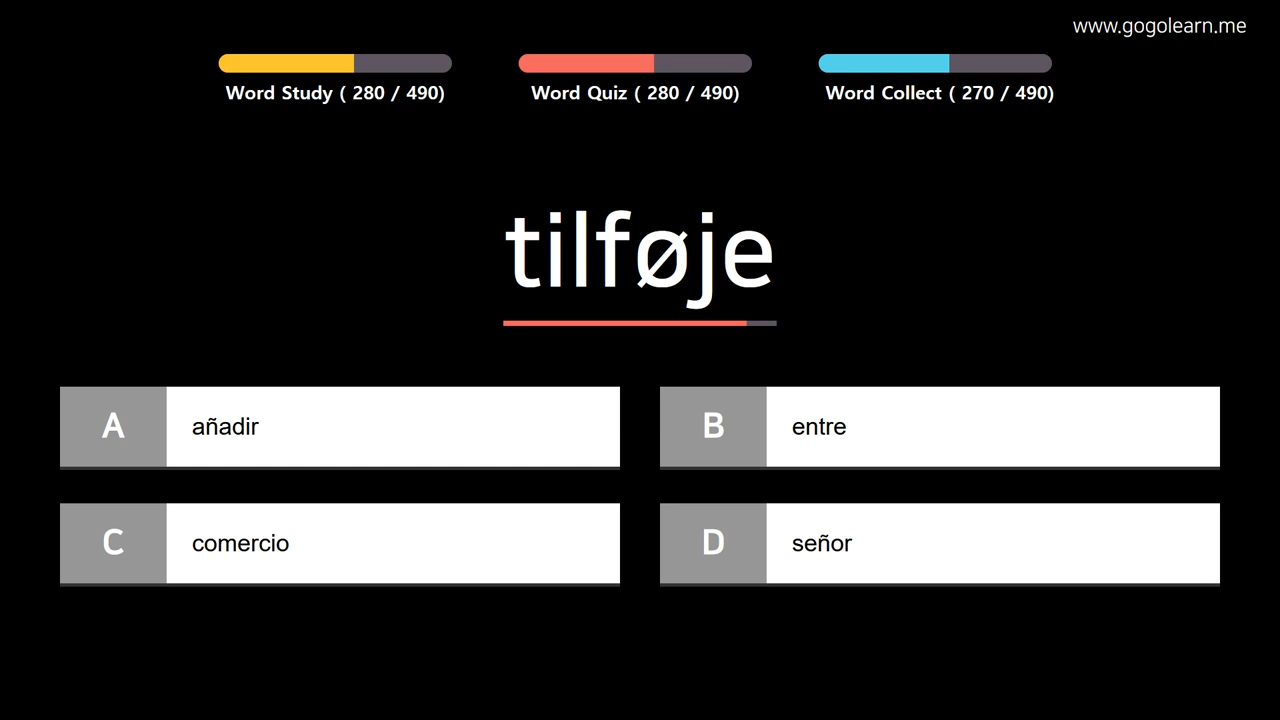 www.gogolearn.me
Word Study ( 280 / 490)
Word Quiz ( 280 / 490)
Word Collect ( 270 / 490)
tilføje
A añadir
B entre
C comercio
D señor